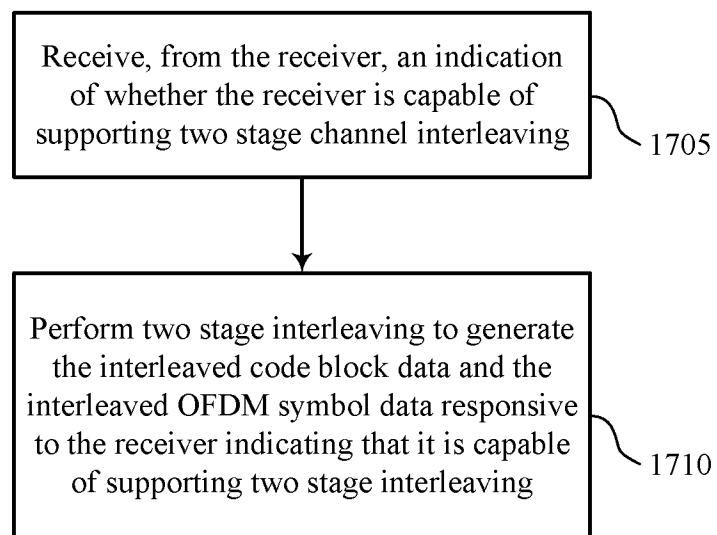 Receive, from the receiver, an indication
of whether the receiver is capable of
supporting two stage channel interleaving
1705
Perform two stage interleaving to generate
the interleaved code block data and the
interleaved OFDM symbol data responsive
to the receiver indicating that it is capable
of supporting two stage interleaving
1710